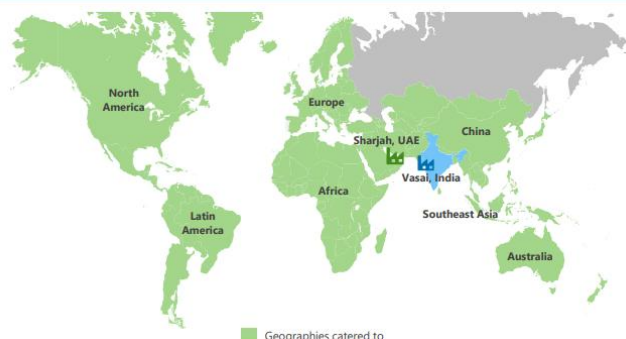 North
America
Europe
Sharjah, UAE
China
Vasai, India
Africa
Latin
America
Southeast Asia
Australia
Geographies catered to